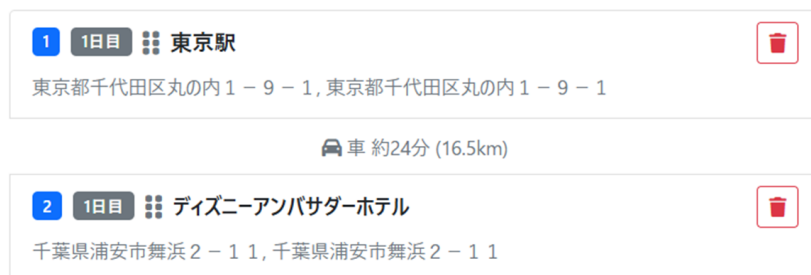 1 1日目 東京駅
東京都千代田区丸の内１－９－１, 東京都千代田区丸の内１－９－１
車 約24分 (16.5km)
2 1日目 ディズニーアンバサダーホテル
千葉県浦安市舞浜２－１１, 千葉県浦安市舞浜２－１１